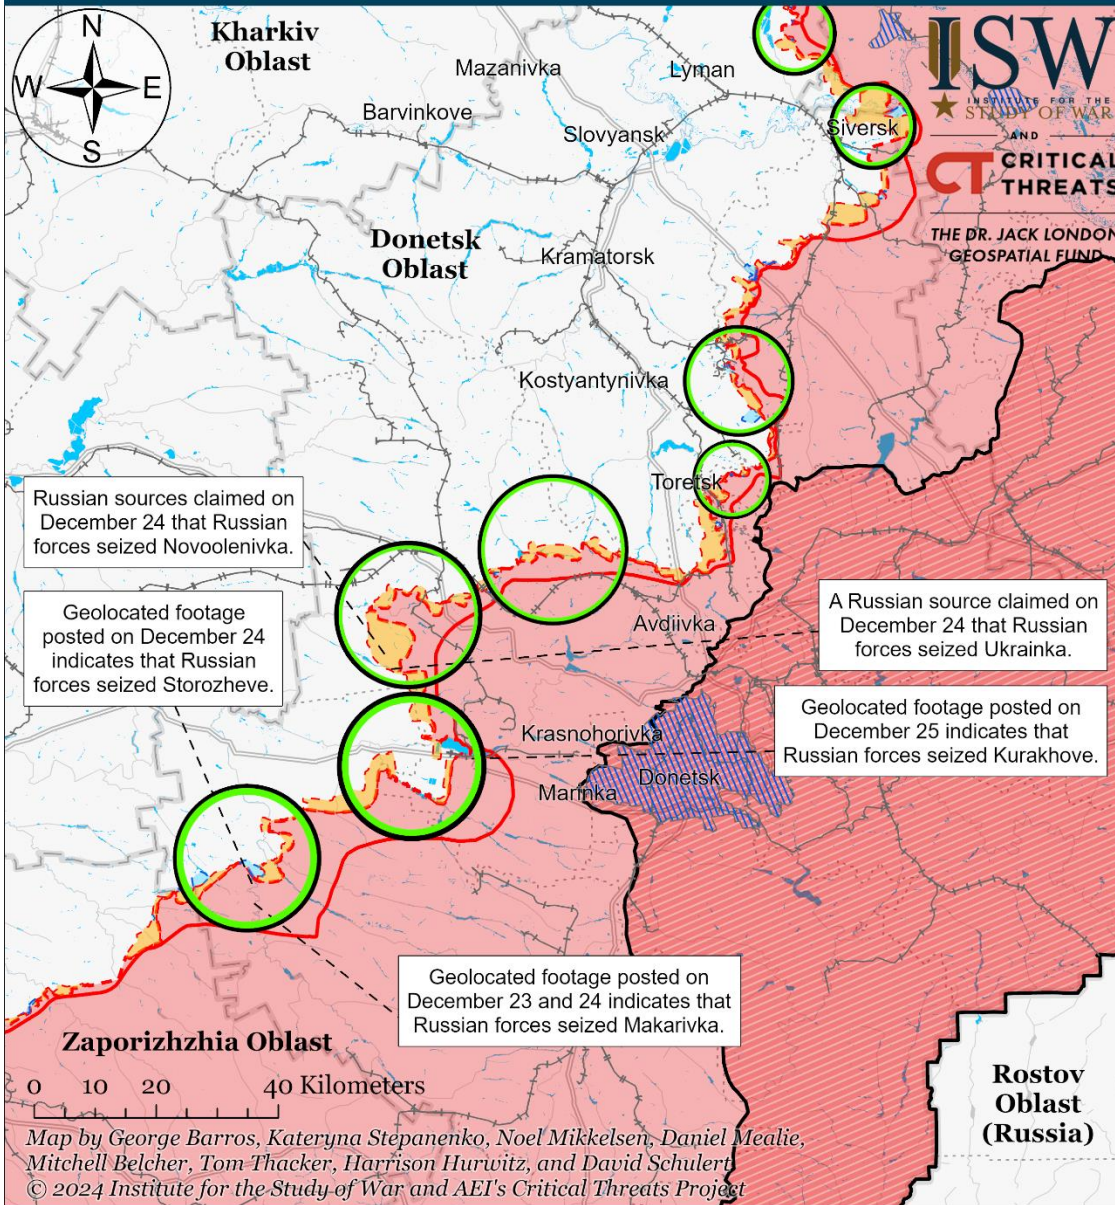 N
W
E
S
Kharkiv
Oblast
Mazanivka
Lyman
Barvinkove
Slovyansk
Siversk
ISW
INSTITUTE FOR THE
STUDY OF WAR
AND
CT CRITICAL
THREATS
THE DR. JACK LONDON
GEOSPATIAL FUND
Donetsk
Oblast
Kramatorsk
Kostyantynivka
Toretsk
Russian sources claimed on
December 24 that Russian
forces seized Novoolenivka.
Geolocated footage
posted on December 24
indicates that Russian
forces seized Storozheve.
A Russian source claimed on
December 24 that Russian
forces seized Ukrainka.
Avdiivka
Geolocated footage posted on
December 25 indicates that
Russian forces seized Kurakhove.
Krasnohorivka
Donetsk
Marinka
Geolocated footage posted on
December 23 and 24 indicates that
Russian forces seized Makarivka.
Zaporizhzhia Oblast
0 10 20 40 Kilometers
Rostov
Oblast
(Russia)
Map by George Barros, Kateryna Stepanenko, Noel Mikkelsen, Daniel Mealie,
Mitchell Belcher, Tom Thacker, Harrison Hurwitz, and David Schulert
© 2024 Institute for the Study of War and AEI's Critical Threats Project